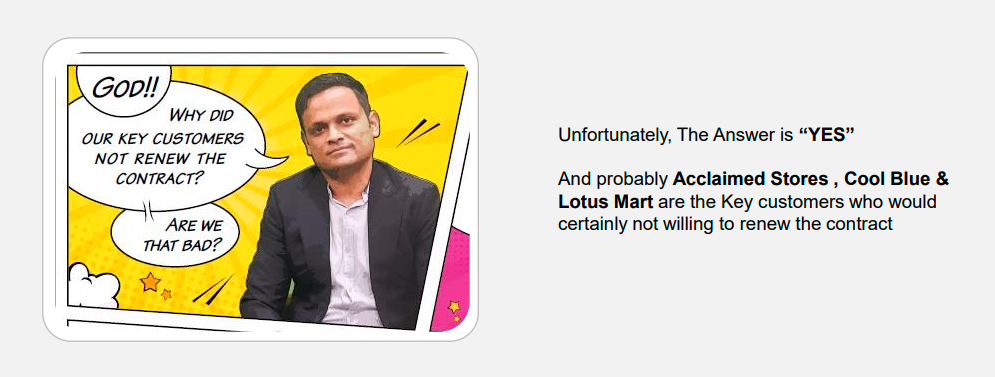 GOD!!
WHY DID
OUR KEY CUSTOMERS
NOT RENEW THE
CONTRACT?
ARE WE
THAT BAD?
Unfortunately, The Answer is “YES”
And probably Acclaimed Stores , Cool Blue &
Lotus Mart are the Key customers who would
certainly not willing to renew the contract